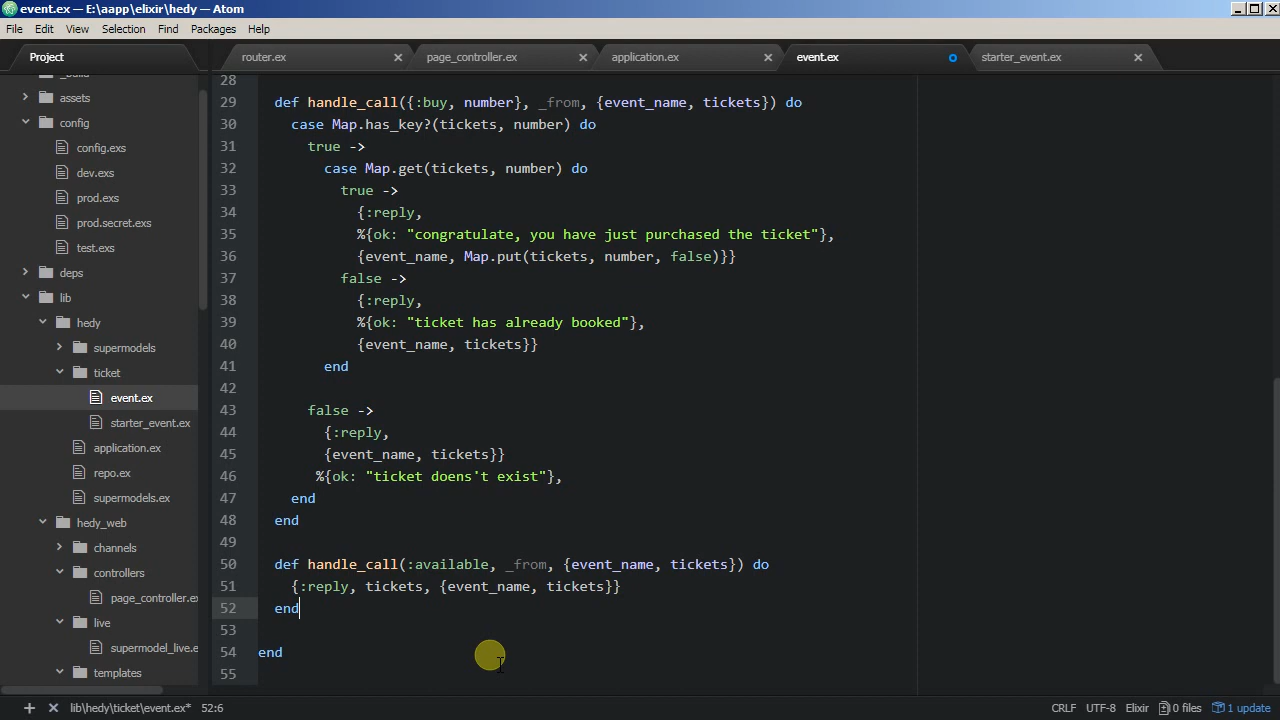 event.ex — E:\aapp\elixir\hedy — Atom
File Edit View Selection Find Packages Help
Project
router.ex page_controller.ex application.ex event.ex starter_event.ex
_build
assets
config
config.exs
dev.exs
prod.exs
prod.secret.exs
test.exs
deps
lib
hedy
supermodels
ticket
event.ex
starter_event.ex
application.ex
repo.ex
supermodels.ex
hedy_web
channels
controllers
page_controller.ex
live
supermodel_live.e
templates
28
29 def handle_call({:buy, number}, _from, {event_name, tickets}) do
30 case Map.has_key?(tickets, number) do
31 true ->
32 case Map.get(tickets, number) do
33 true ->
34 {:reply,
35 %{ok: "congratulate, you have just purchased the ticket"},
36 {event_name, Map.put(tickets, number, false)}}
37 false ->
38 {:reply,
39 %{ok: "ticket has already booked"},
40 {event_name, tickets}}
41 end
42
43 false ->
44 {:reply,
45 {event_name, tickets}}
46 %{ok: "ticket doens't exist"},
47 end
48 end
49
50 def handle_call(:available, _from, {event_name, tickets}) do
51 {:reply, tickets, {event_name, tickets}}
52 end
53
54 end
55
lib\hedy\ticket\event.ex* 52:6 CRLF UTF-8 Elixir 0 files 1 update